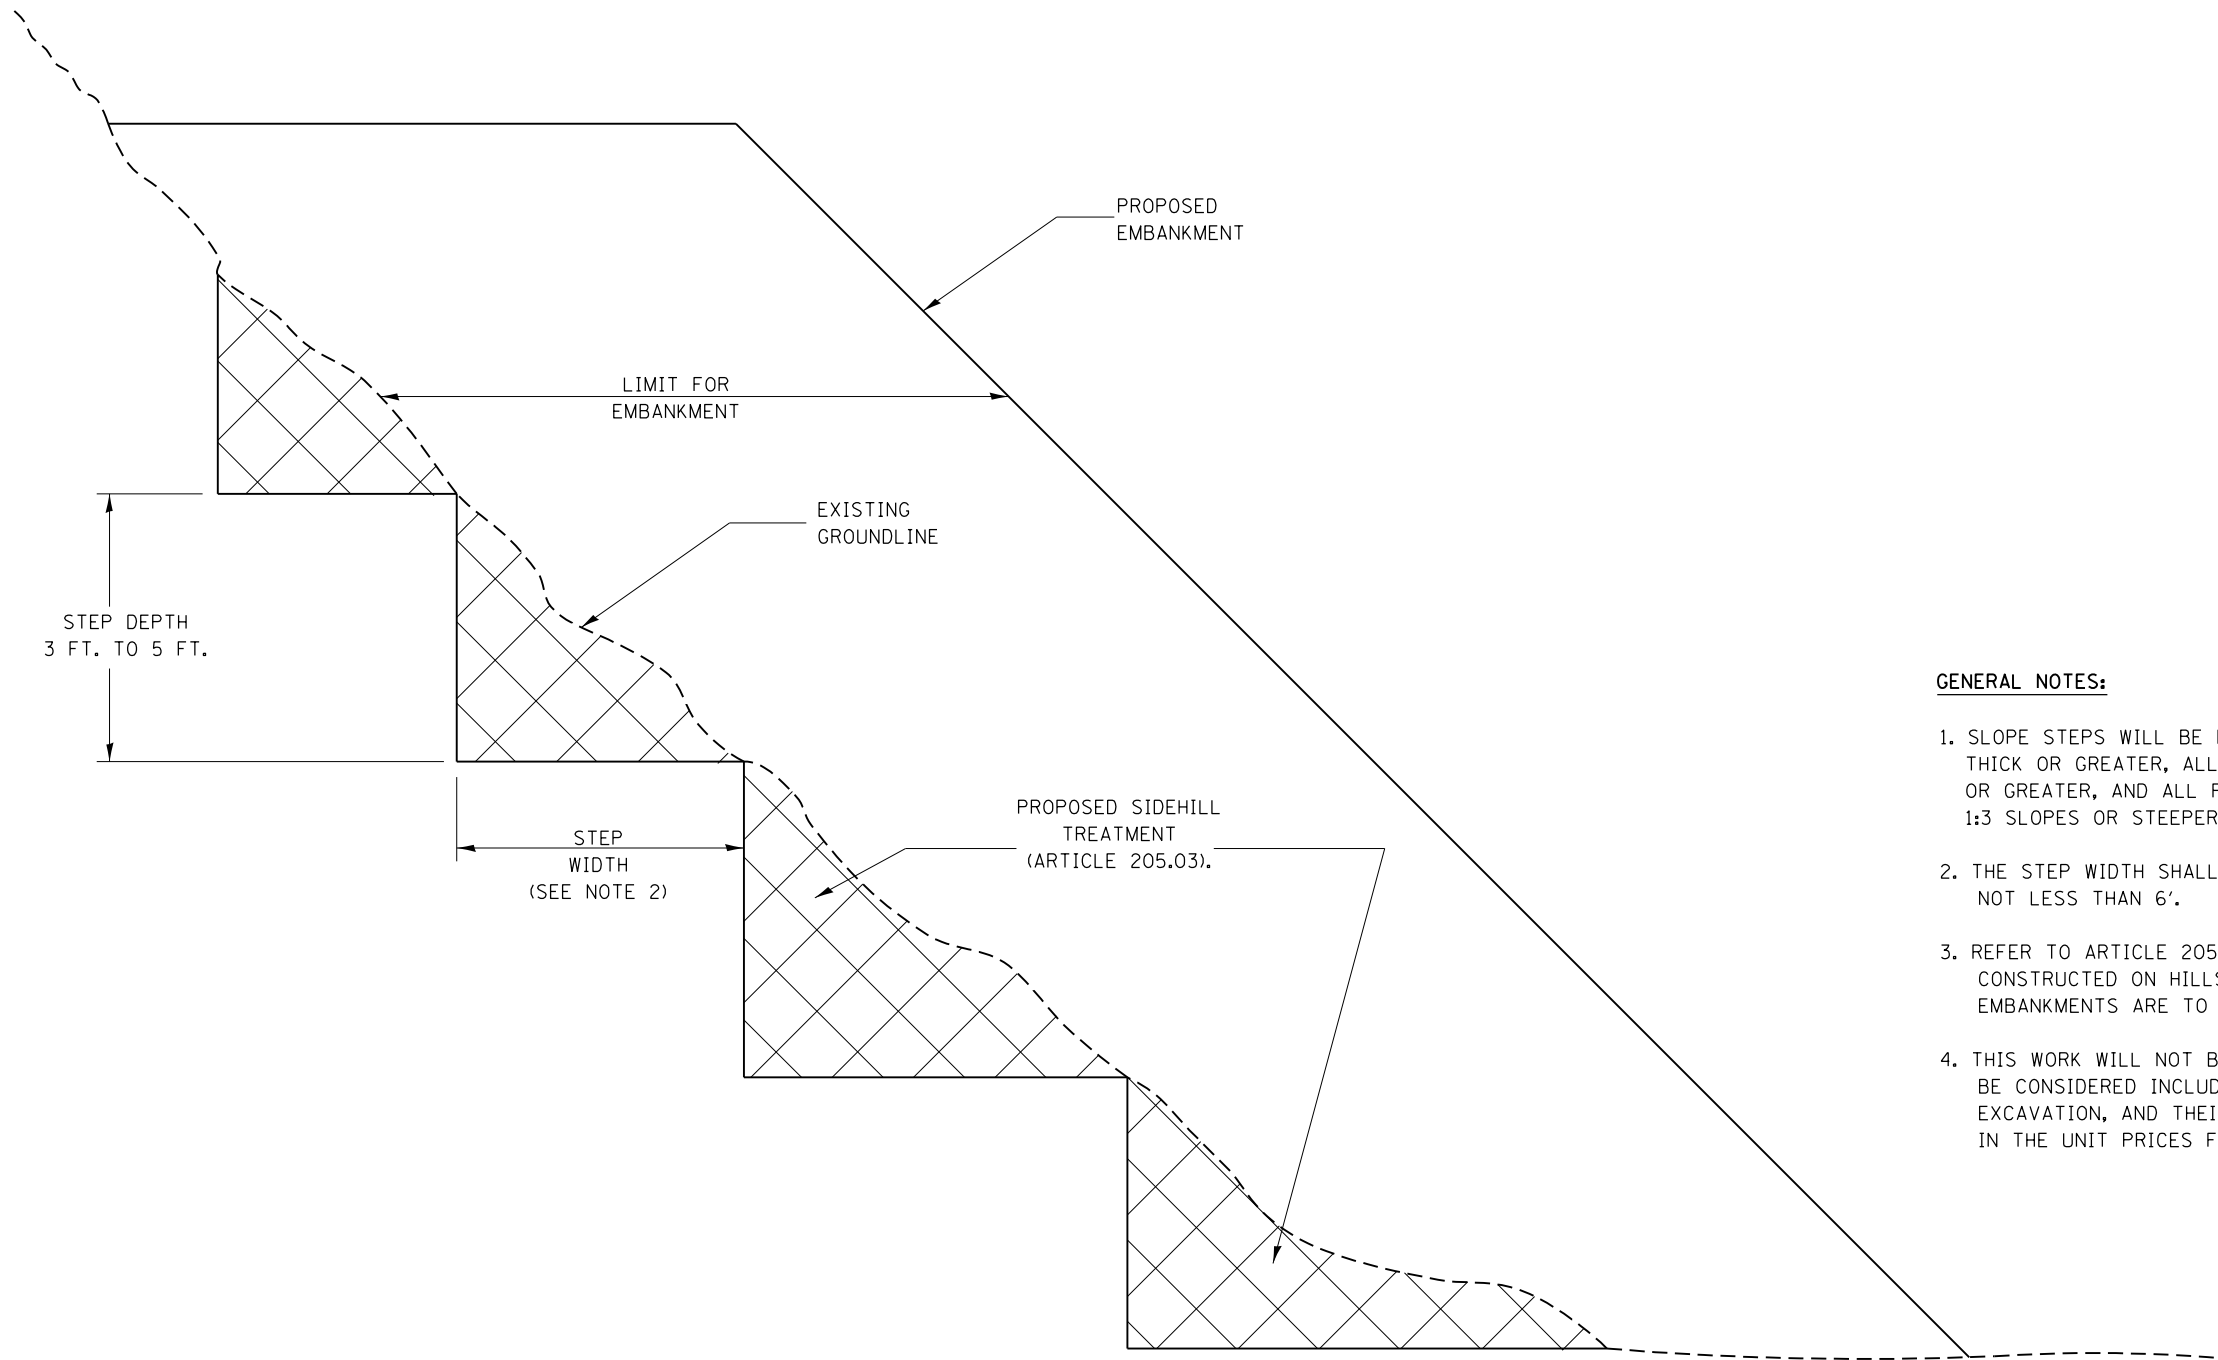 PROPOSED
EMBANKMENT
LIMIT FOR
EMBANKMENT
EXISTING
GROUNDLINE
STEP DEPTH
3 FT. TO 5 FT.
STEP
WIDTH
(SEE NOTE 2)
PROPOSED SIDEHILL
TREATMENT
(ARTICLE 205.03).
GENERAL NOTES:
1. SLOPE STEPS WILL BE
THICK OR GREATER, ALL
OR GREATER, AND ALL
1:3 SLOPES OR STEEPER
2. THE STEP WIDTH SHALL
NOT LESS THAN 6'.
3. REFER TO ARTICLE 205
CONSTRUCTED ON
EMBANKMENTS ARE TO
4. THIS WORK WILL NOT
BE CONSIDERED
EXCAVATION, AND
IN THE UNIT PRICES